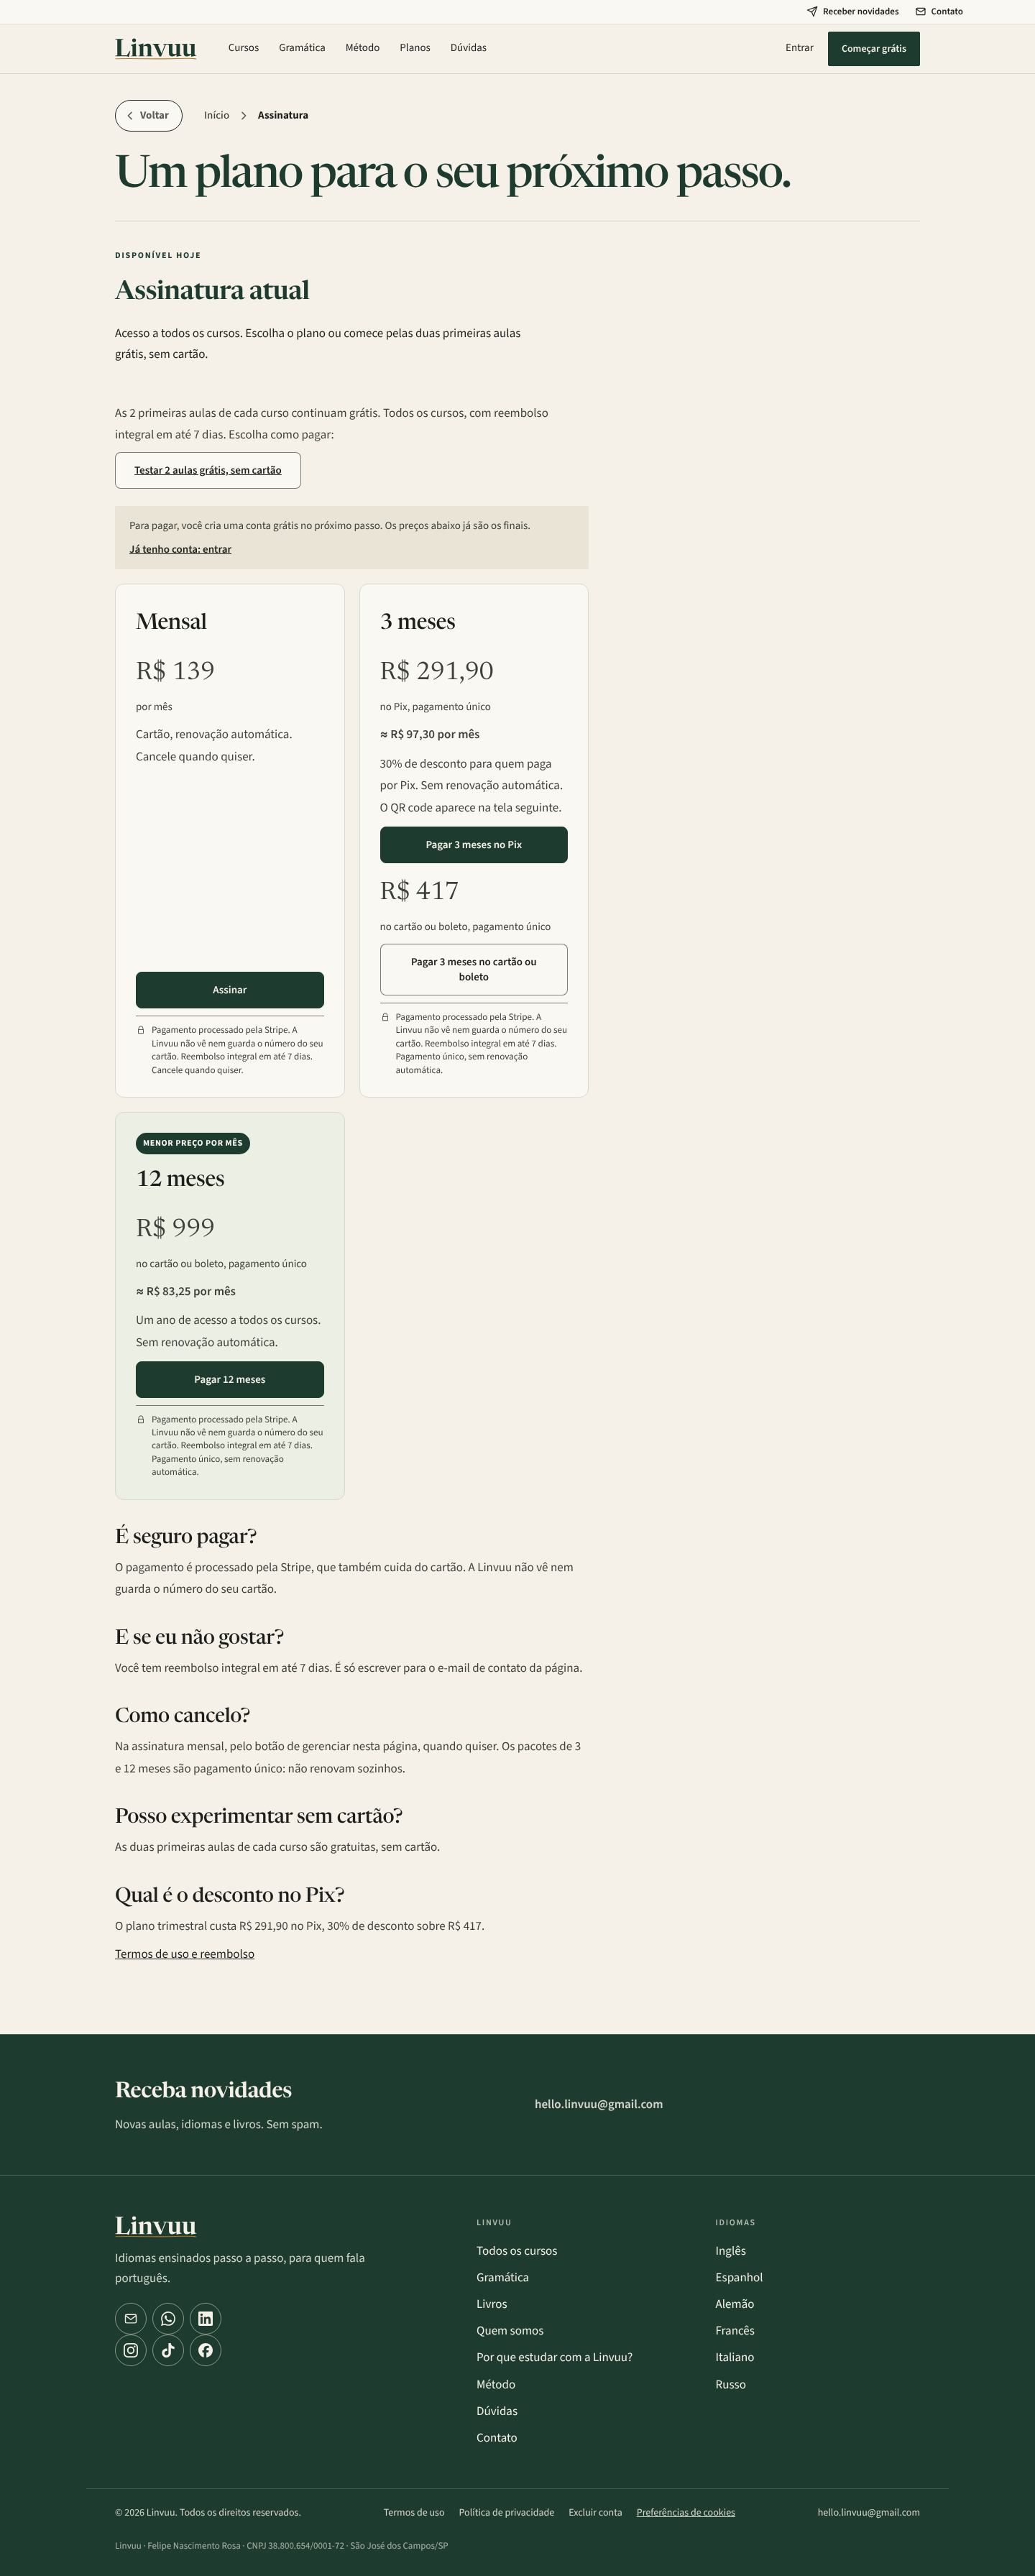 Receber novidades
Contato
Linvuu
Cursos
Gramática
Método
Planos
Dúvidas
Entrar
Começar grátis
Voltar
Início
Assinatura
Um plano para o seu próximo passo.
DISPONÍVEL HOJE
Assinatura atual
Acesso a todos os cursos. Escolha o plano ou comece pelas duas primeiras aulas
grátis, sem cartão.
As 2 primeiras aulas de cada curso continuam grátis. Todos os cursos, com reembolso
integral em até 7 dias. Escolha como pagar:
Testar 2 aulas grátis, sem cartão
Para pagar, você cria uma conta grátis no próximo passo. Os preços abaixo já são os finais.
Já tenho conta: entrar
Mensal
R$ 139
por mês
Cartão, renovação automática.
Cancele quando quiser.
Assinar
Pagamento processado pela Stripe. A
Linvuu não vê nem guarda o número do seu
cartão. Reembolso integral em até 7 dias.
Cancele quando quiser.
3 meses
R$ 291,90
no Pix, pagamento único
≈ R$ 97,30 por mês
30% de desconto para quem paga
por Pix. Sem renovação automática.
O QR code aparece na tela seguinte.
Pagar 3 meses no Pix
R$ 417
no cartão ou boleto, pagamento único
Pagar 3 meses no cartão ou
boleto
Pagamento processado pela Stripe. A
Linvuu não vê nem guarda o número do seu
cartão. Reembolso integral em até 7 dias.
Pagamento único, sem renovação
automática.
MENOR PREÇO POR MÊS
12 meses
R$ 999
no cartão ou boleto, pagamento único
≈ R$ 83,25 por mês
Um ano de acesso a todos os cursos.
Sem renovação automática.
Pagar 12 meses
Pagamento processado pela Stripe. A
Linvuu não vê nem guarda o número do seu
cartão. Reembolso integral em até 7 dias.
Pagamento único, sem renovação
automática.
É seguro pagar?
O pagamento é processado pela Stripe, que também cuida do cartão. A Linvuu não vê nem
guarda o número do seu cartão.
E se eu não gostar?
Você tem reembolso integral em até 7 dias. É só escrever para o e-mail de contato da página.
Como cancelo?
Na assinatura mensal, pelo botão de gerenciar nesta página, quando quiser. Os pacotes de 3
e 12 meses são pagamento único: não renovam sozinhos.
Posso experimentar sem cartão?
As duas primeiras aulas de cada curso são gratuitas, sem cartão.
Qual é o desconto no Pix?
O plano trimestral custa R$ 291,90 no Pix, 30% de desconto sobre R$ 417.
Termos de uso e reembolso
Receba novidades
Novas aulas, idiomas e livros. Sem spam.
hello.linvuu@gmail.com
Linvuu
Idiomas ensinados passo a passo, para quem fala
português.
LINVUU
Todos os cursos
Gramática
Livros
Quem somos
Por que estudar com a Linvuu?
Método
Dúvidas
Contato
IDIOMAS
Inglês
Espanhol
Alemão
Francês
Italiano
Russo
© 2026 Linvuu. Todos os direitos reservados.
Termos de uso
Política de privacidade
Excluir conta
Preferências de cookies
hello.linvuu@gmail.com
Linvuu · Felipe Nascimento Rosa · CNPJ 38.800.654/0001-72 · São José dos Campos/SP